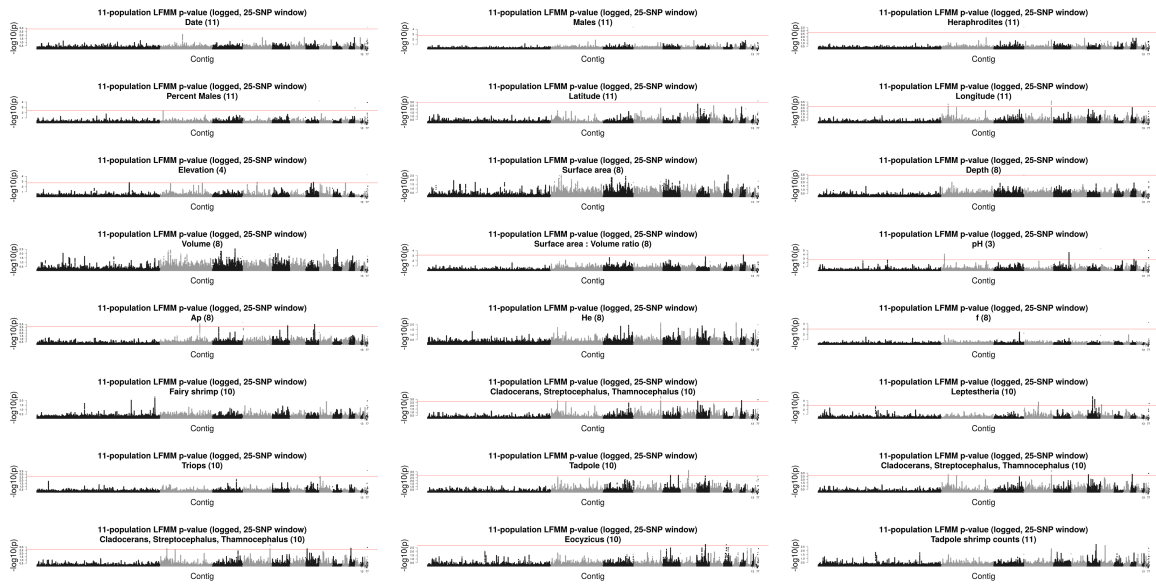 11-population LFMM p-value (logged, 25-SNP window)
Date (11)
-log10(p)
Contig
11-population LFMM p-value (logged, 25-SNP window)
Males (11)
-log10(p)
Contig
11-population LFMM p-value (logged, 25-SNP window)
Heraphrodites (11)
-log10(p)
Contig
11-population LFMM p-value (logged, 25-SNP window)
Percent Males (11)
-log10(p)
Contig
11-population LFMM p-value (logged, 25-SNP window)
Latitude (11)
-log10(p)
Contig
11-population LFMM p-value (logged, 25-SNP window)
Longitude (11)
-log10(p)
Contig
11-population LFMM p-value (logged, 25-SNP window)
Elevation (4)
-log10(p)
Contig
11-population LFMM p-value (logged, 25-SNP window)
Surface area (8)
-log10(p)
Contig
11-population LFMM p-value (logged, 25-SNP window)
Depth (8)
-log10(p)
Contig
11-population LFMM p-value (logged, 25-SNP window)
Volume (8)
-log10(p)
Contig
11-population LFMM p-value (logged, 25-SNP window)
Surface area : Volume ratio (8)
-log10(p)
Contig
11-population LFMM p-value (logged, 25-SNP window)
pH (3)
-log10(p)
Contig
11-population LFMM p-value (logged, 25-SNP window)
Ap (8)
-log10(p)
Contig
11-population LFMM p-value (logged, 25-SNP window)
He (8)
-log10(p)
Contig
11-population LFMM p-value (logged, 25-SNP window)
f (8)
-log10(p)
Contig
11-population LFMM p-value (logged, 25-SNP window)
Fairy shrimp (10)
-log10(p)
Contig
11-population LFMM p-value (logged, 25-SNP window)
Cladocerans, Streptocephalus, Thamnocephalus (10)
-log10(p)
Contig
11-population LFMM p-value (logged, 25-SNP window)
Leptestheria (10)
-log10(p)
Contig
11-population LFMM p-value (logged, 25-SNP window)
Triops (10)
-log10(p)
Contig
11-population LFMM p-value (logged, 25-SNP window)
Tadpole (10)
-log10(p)
Contig
11-population LFMM p-value (logged, 25-SNP window)
Cladocerans, Streptocephalus, Thamnocephalus (10)
-log10(p)
Contig
11-population LFMM p-value (logged, 25-SNP window)
Cladocerans, Streptocephalus, Thamnocephalus (10)
-log10(p)
Contig
11-population LFMM p-value (logged, 25-SNP window)
Eocyzicus (10)
-log10(p)
Contig
11-population LFMM p-value (logged, 25-SNP window)
Tadpole shrimp counts (11)
-log10(p)
Contig